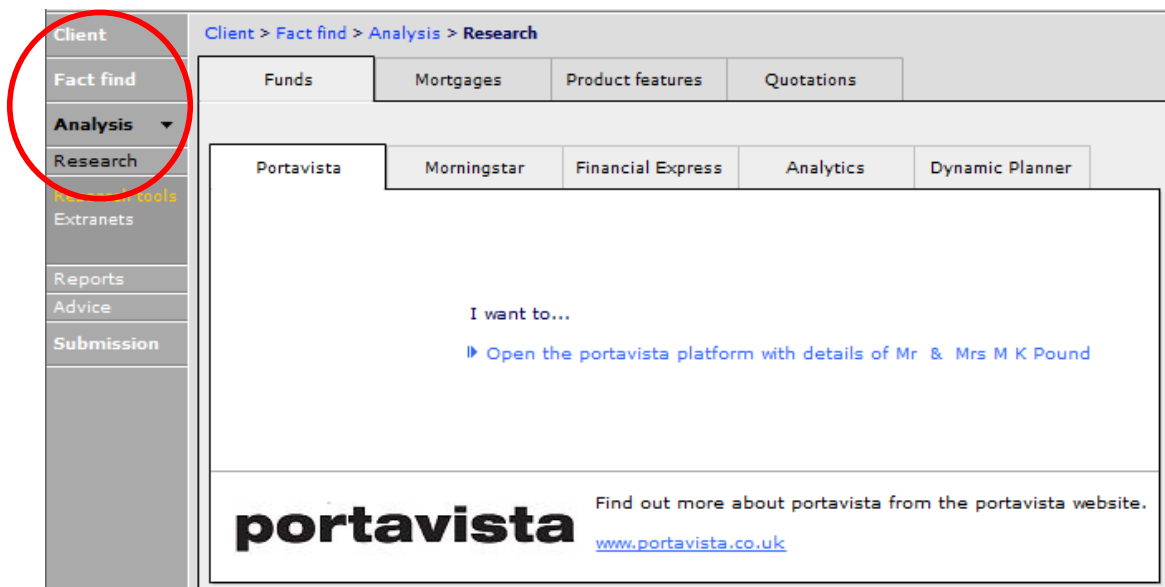 Client
Fact find
Analysis
Research
Research tools
Extranets
Reports
Advice
Submission
Client > Fact find > Analysis > Research
Funds Mortgages Product features Quotations
Portavista Morningstar Financial Express Analytics Dynamic Planner
I want to...
Open the portavista platform with details of Mr & Mrs M K Pound
portavista
Find out more about portavista from the portavista website.
www.portavista.co.uk